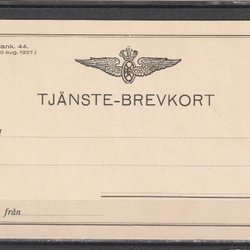 ank. 44.
0 aug. 1927.)
TJÄNSTE-BREVKORT
från